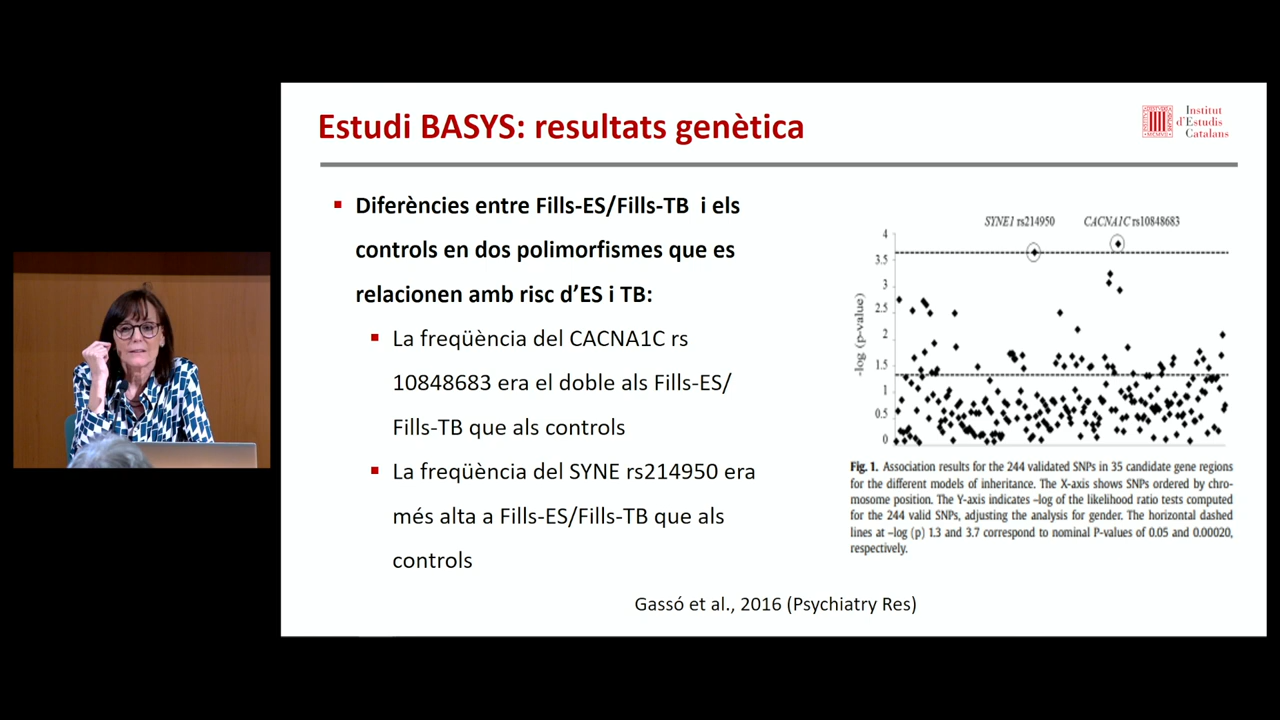 Estudi BASYS: resultats genètica
Institut
d'Estudis
Catalans
▪ Diferències entre Fills-ES/Fills-TB i els
controls en dos polimorfismes que es
relacionen amb risc d’ES i TB:
▪ La freqüència del CACNA1C rs
10848683 era el doble als Fills-ES/
Fills-TB que als controls
▪ La freqüència del SYNE rs214950 era
més alta a Fills-ES/Fills-TB que als
controls
SYNE1 rs214950 CACNA1C rs10848683
4
3.5
3
2.5
2
1.5
1
0.5
0
-log (p-value)
Fig. 1. Association results for the 244 validated SNPs in 35 candidate gene regions
for the different models of inheritance. The X-axis shows SNPs ordered by chro-
mosome position. The Y-axis indicates –log of the likelihood ratio tests computed
for the 244 valid SNPs, adjusting the analysis for gender. The horizontal dashed
lines at –log (p) 1.3 and 3.7 correspond to nominal P-values of 0.05 and 0.00020,
respectively.
Gassó et al., 2016 (Psychiatry Res)